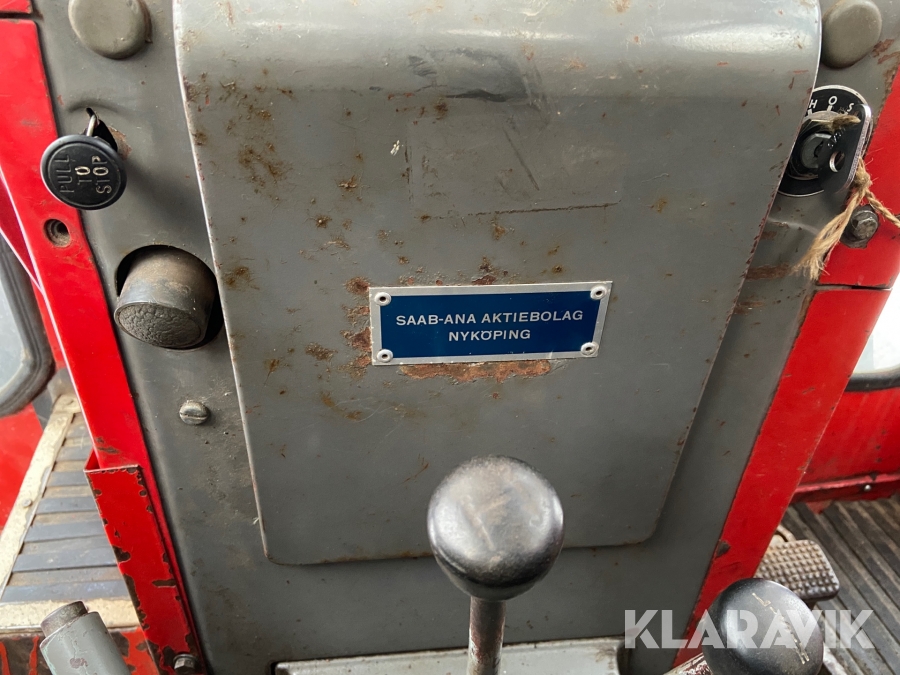 H O S
PULL
TO
STOP
SAAB-ANA AKTIEBOLAG
NYKÖPING
KLARAVIK